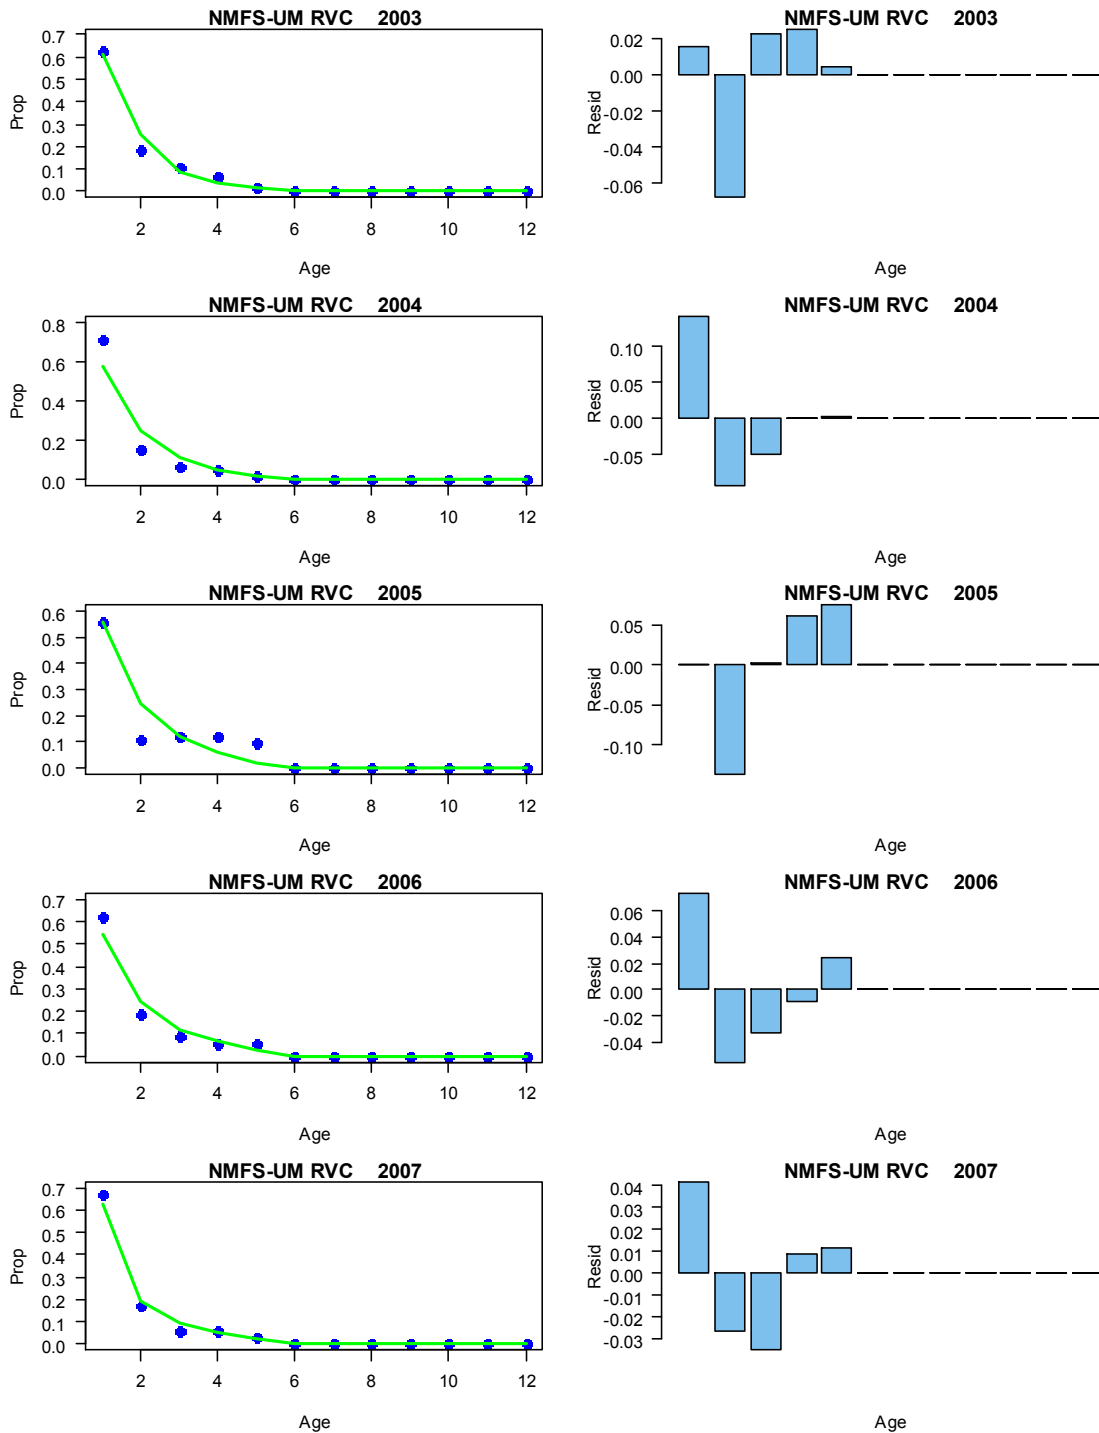 NMFS-UM RVC 2003
Prop
0.7
0.6
0.5
0.4
0.3
0.2
0.1
0.0
2 4 6 8 10 12
Age
NMFS-UM RVC 2003
Resid
0.02
0.00
-0.02
-0.04
-0.06
Age
NMFS-UM RVC 2004
Prop
0.8
0.6
0.4
0.2
0.0
2 4 6 8 10 12
Age
NMFS-UM RVC 2004
Resid
0.10
0.05
0.00
-0.05
Age
NMFS-UM RVC 2005
Prop
0.6
0.5
0.4
0.3
0.2
0.1
0.0
2 4 6 8 10 12
Age
NMFS-UM RVC 2005
Resid
0.05
0.00
-0.05
-0.10
Age
NMFS-UM RVC 2006
Prop
0.7
0.6
0.5
0.4
0.3
0.2
0.1
0.0
2 4 6 8 10 12
Age
NMFS-UM RVC 2006
Resid
0.06
0.04
0.02
0.00
-0.02
-0.04
Age
NMFS-UM RVC 2007
Prop
0.7
0.6
0.5
0.4
0.3
0.2
0.1
0.0
2 4 6 8 10 12
Age
NMFS-UM RVC 2007
Resid
0.04
0.03
0.02
0.01
0.00
-0.01
-0.02
-0.03
Age